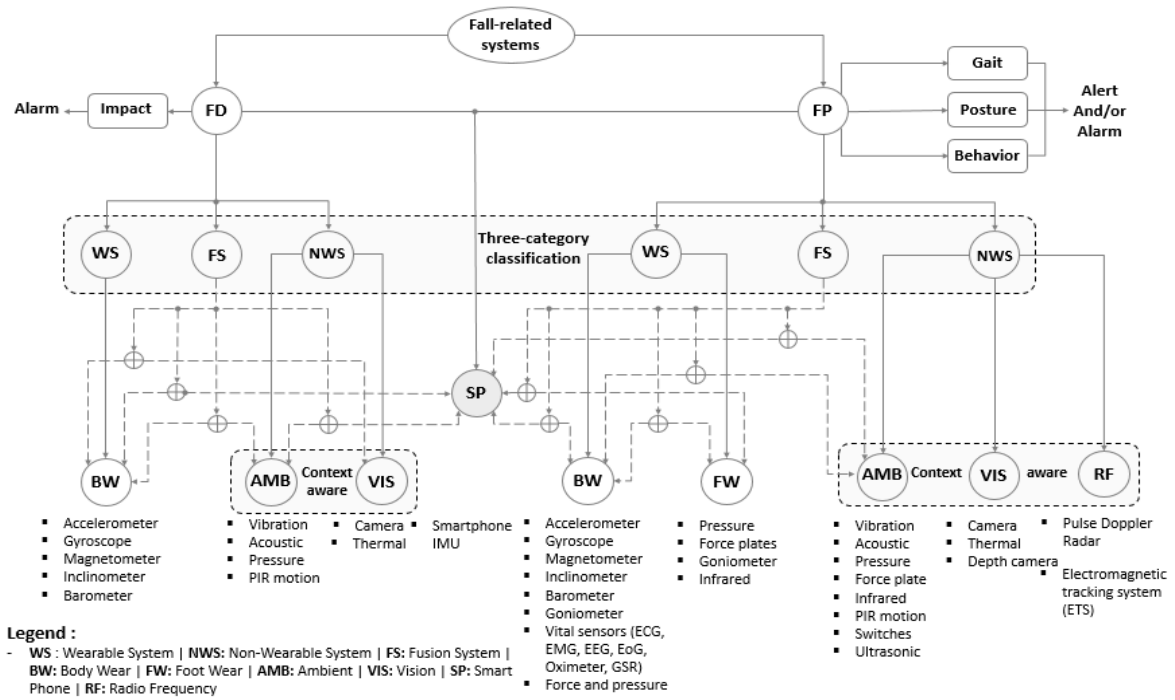 Fall-related
systems
Gait
Alarm
Impact
FD
FP
Posture
Alert
And/or
Alarm
Behavior
WS
FS
NWS
Three-category
classification
WS
FS
NWS
SP
BW
AMB
Context
aware
VIS
BW
FW
AMB
Context
VIS
aware
RF
▪ Accelerometer
▪ Gyroscope
▪ Magnetometer
▪ Inclinometer
▪ Barometer
▪ Vibration
▪ Acoustic
▪ Pressure
▪ PIR motion
▪ Camera
▪ Thermal
▪ Smartphone
IMU
▪ Accelerometer
▪ Gyroscope
▪ Magnetometer
▪ Inclinometer
▪ Barometer
▪ Goniometer
▪ Vital sensors (ECG,
EMG, EEG, EoG,
Oximeter, GSR)
▪ Force and pressure
▪ Pressure
▪ Force plates
▪ Goniometer
▪ Infrared
▪ Vibration
▪ Acoustic
▪ Pressure
▪ Force plate
▪ Infrared
▪ PIR motion
▪ Switches
▪ Ultrasonic
▪ Camera
▪ Thermal
▪ Depth camera
▪ Pulse Doppler
Radar
▪ Electromagnetic
tracking system
(ETS)
Legend :
- WS : Wearable System | NWS: Non-Wearable System | FS: Fusion System |
BW: Body Wear | FW: Foot Wear | AMB: Ambient | VIS: Vision | SP: Smart
Phone | RF: Radio Frequency